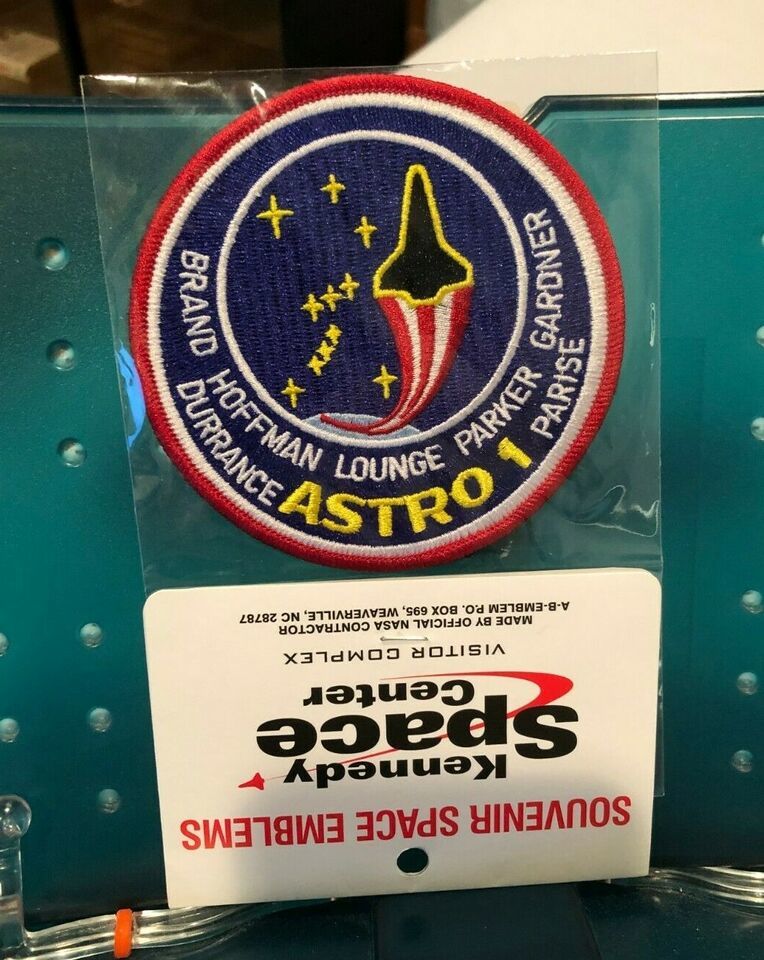 BRAND HOFFMAN LOUNGE PARKER GARDNER
DURRANCE ASTRO 1 PARISE
SOUVENIR SPACE EMBLEMS
Kennedy
Space
Center
VISITOR COMPLEX
MADE BY OFFICIAL NASA CONTRACTOR
A-B-EMBLEM P.O. BOX 695, WEAVERVILLE, NC 28787